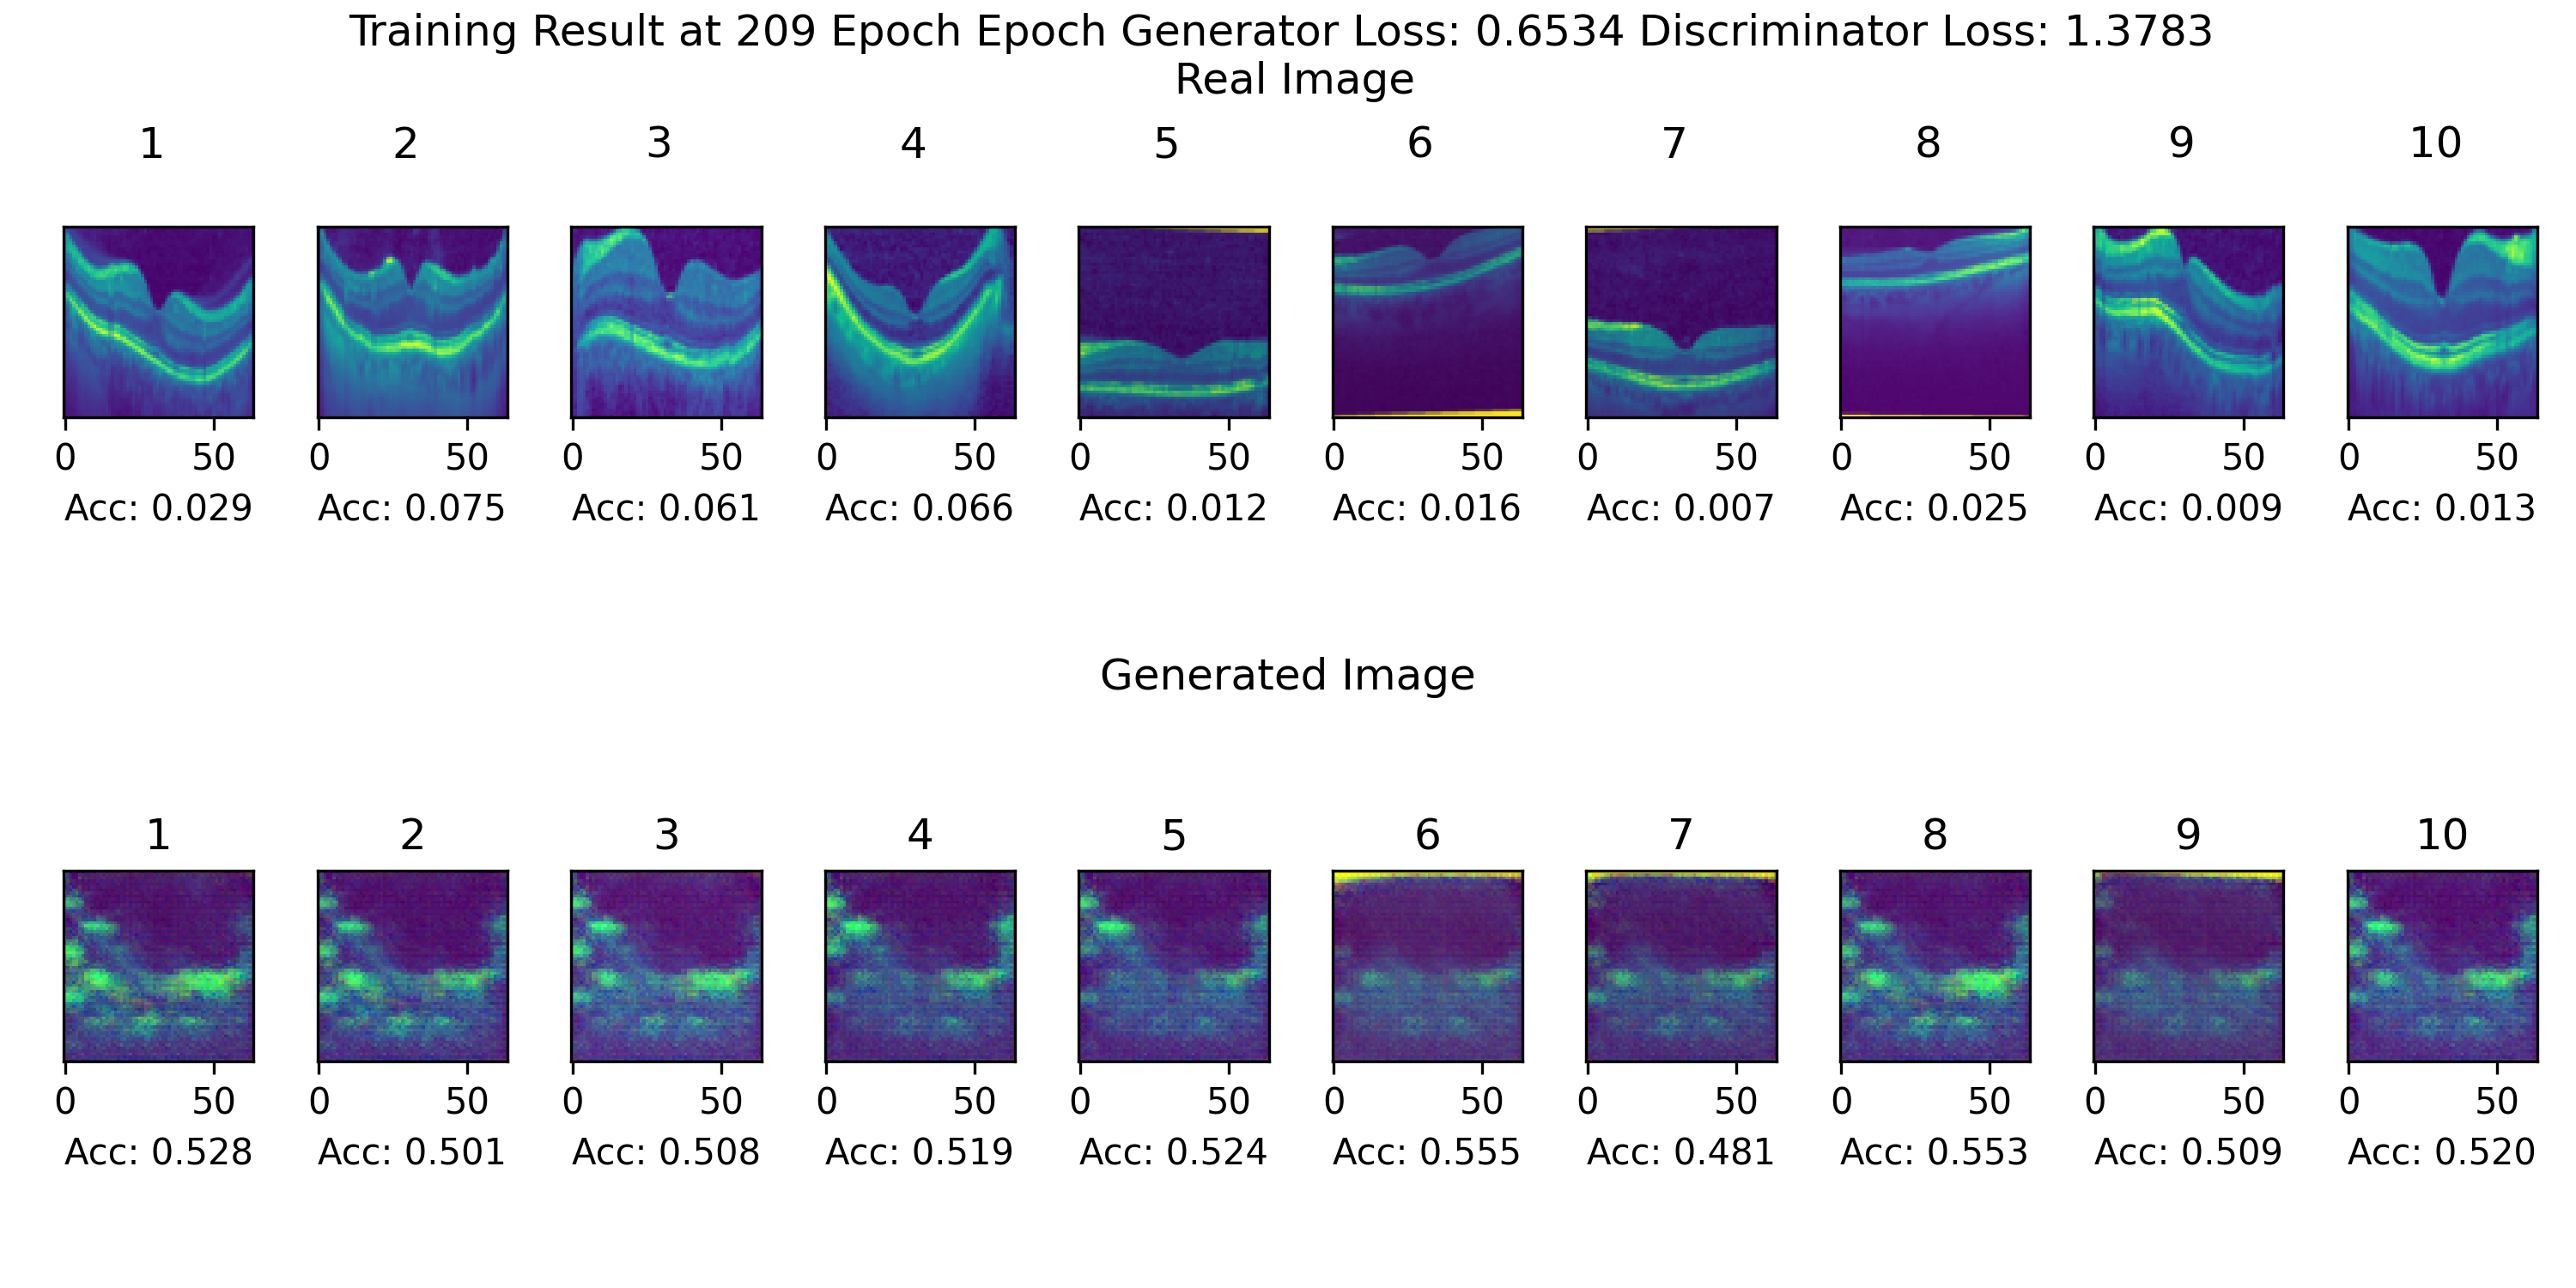 Training Result at 209 Epoch Epoch Generator Loss: 0.6534 Discriminator Loss: 1.3783
Real Image
1 2 3 4 5 6 7 8 9 10
0 50 0 50 0 50 0 50 0 50 0 50 0 50 0 50 0 50 0 50
Acc: 0.029 Acc: 0.075 Acc: 0.061 Acc: 0.066 Acc: 0.012 Acc: 0.016 Acc: 0.007 Acc: 0.025 Acc: 0.009 Acc: 0.013
Generated Image
1 2 3 4 5 6 7 8 9 10
0 50 0 50 0 50 0 50 0 50 0 50 0 50 0 50 0 50 0 50
Acc: 0.528 Acc: 0.501 Acc: 0.508 Acc: 0.519 Acc: 0.524 Acc: 0.555 Acc: 0.481 Acc: 0.553 Acc: 0.509 Acc: 0.520